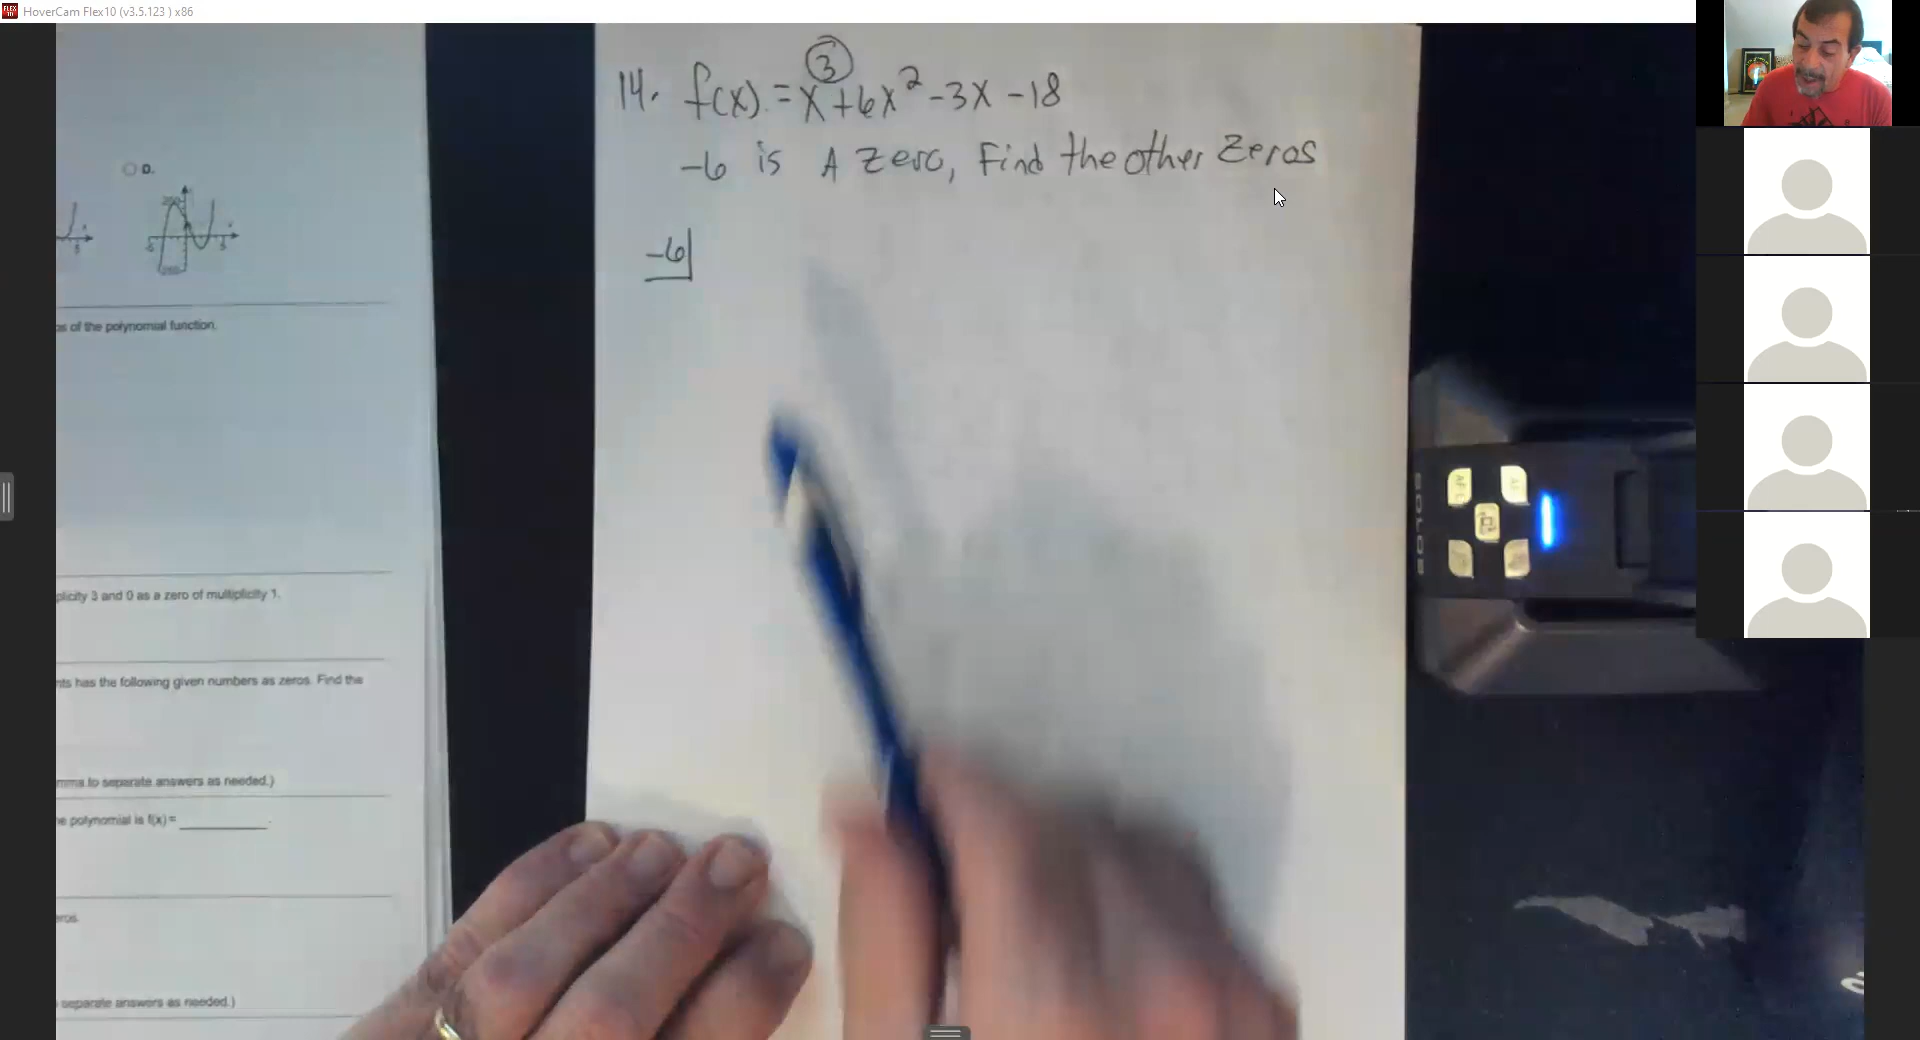 HoverCam Flex10 (v3.5.123 ) x86
D.
14. f(x) = x³ + 6x² - 3x - 18
-6 is A Zero, Find the other Zeros
-6
of the polynomial function.
plicity 3 and 0 as a zero of multiplicity 1.
nts has the following given numbers as zeros. Find the
mma to separate answers as needed.)
polynomial is f(x) =
separate answers as needed.)